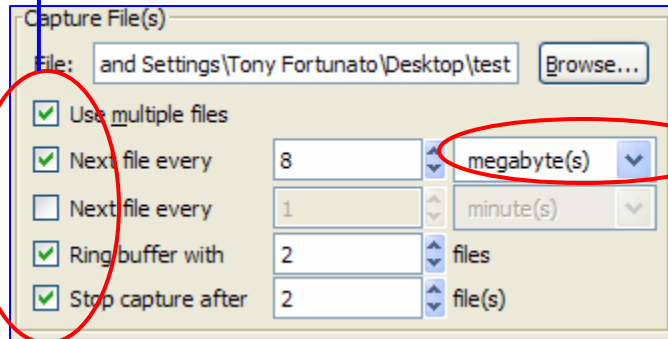 Capture File(s)
File: and Settings\Tony Fortunato\Desktop\test Browse...
Use multiple files
Next file every 8 megabyte(s)
Next file every 1 minute(s)
Ring buffer with 2 files
Stop capture after 2 file(s)